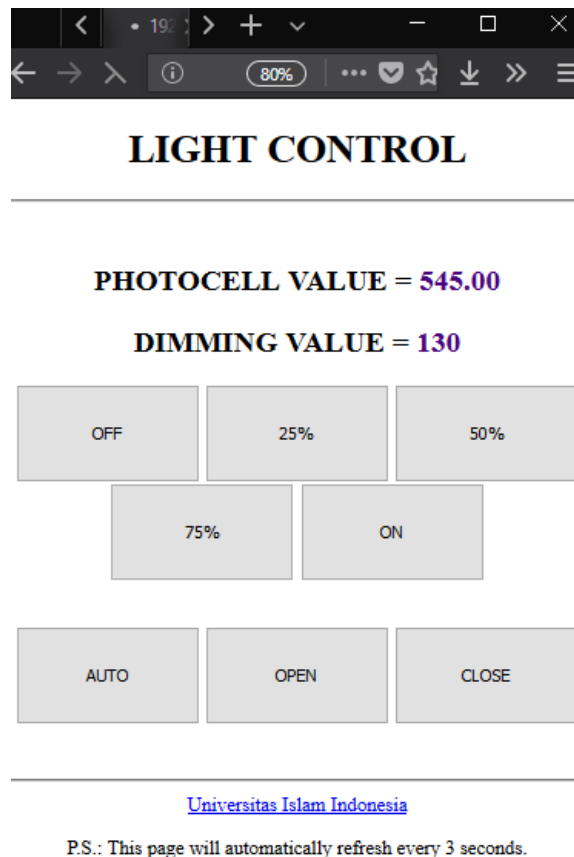 192
80%
LIGHT CONTROL
PHOTOCELL VALUE = 545.00
DIMMING VALUE = 130
OFF 25% 50%
75% ON
AUTO OPEN CLOSE
Universitas Islam Indonesia
P.S.: This page will automatically refresh every 3 seconds.